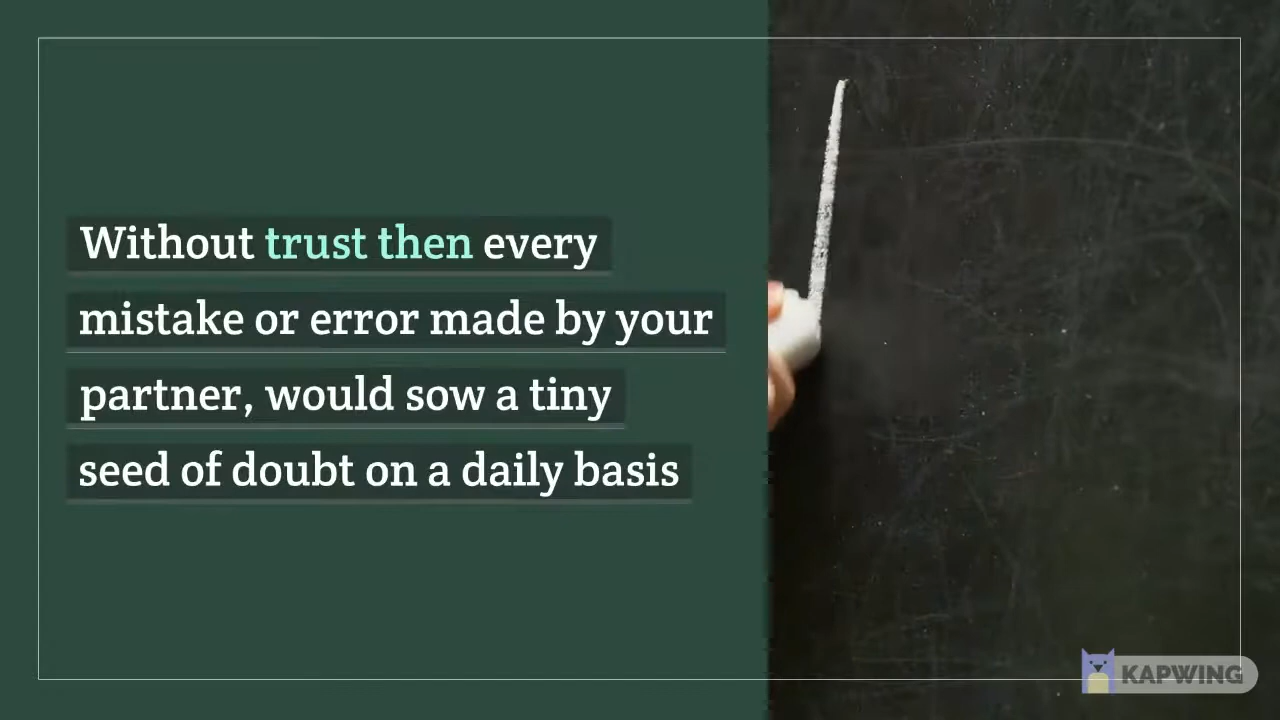 Without trust then every
mistake or error made by your
partner, would sow a tiny
seed of doubt on a daily basis
KAPWING